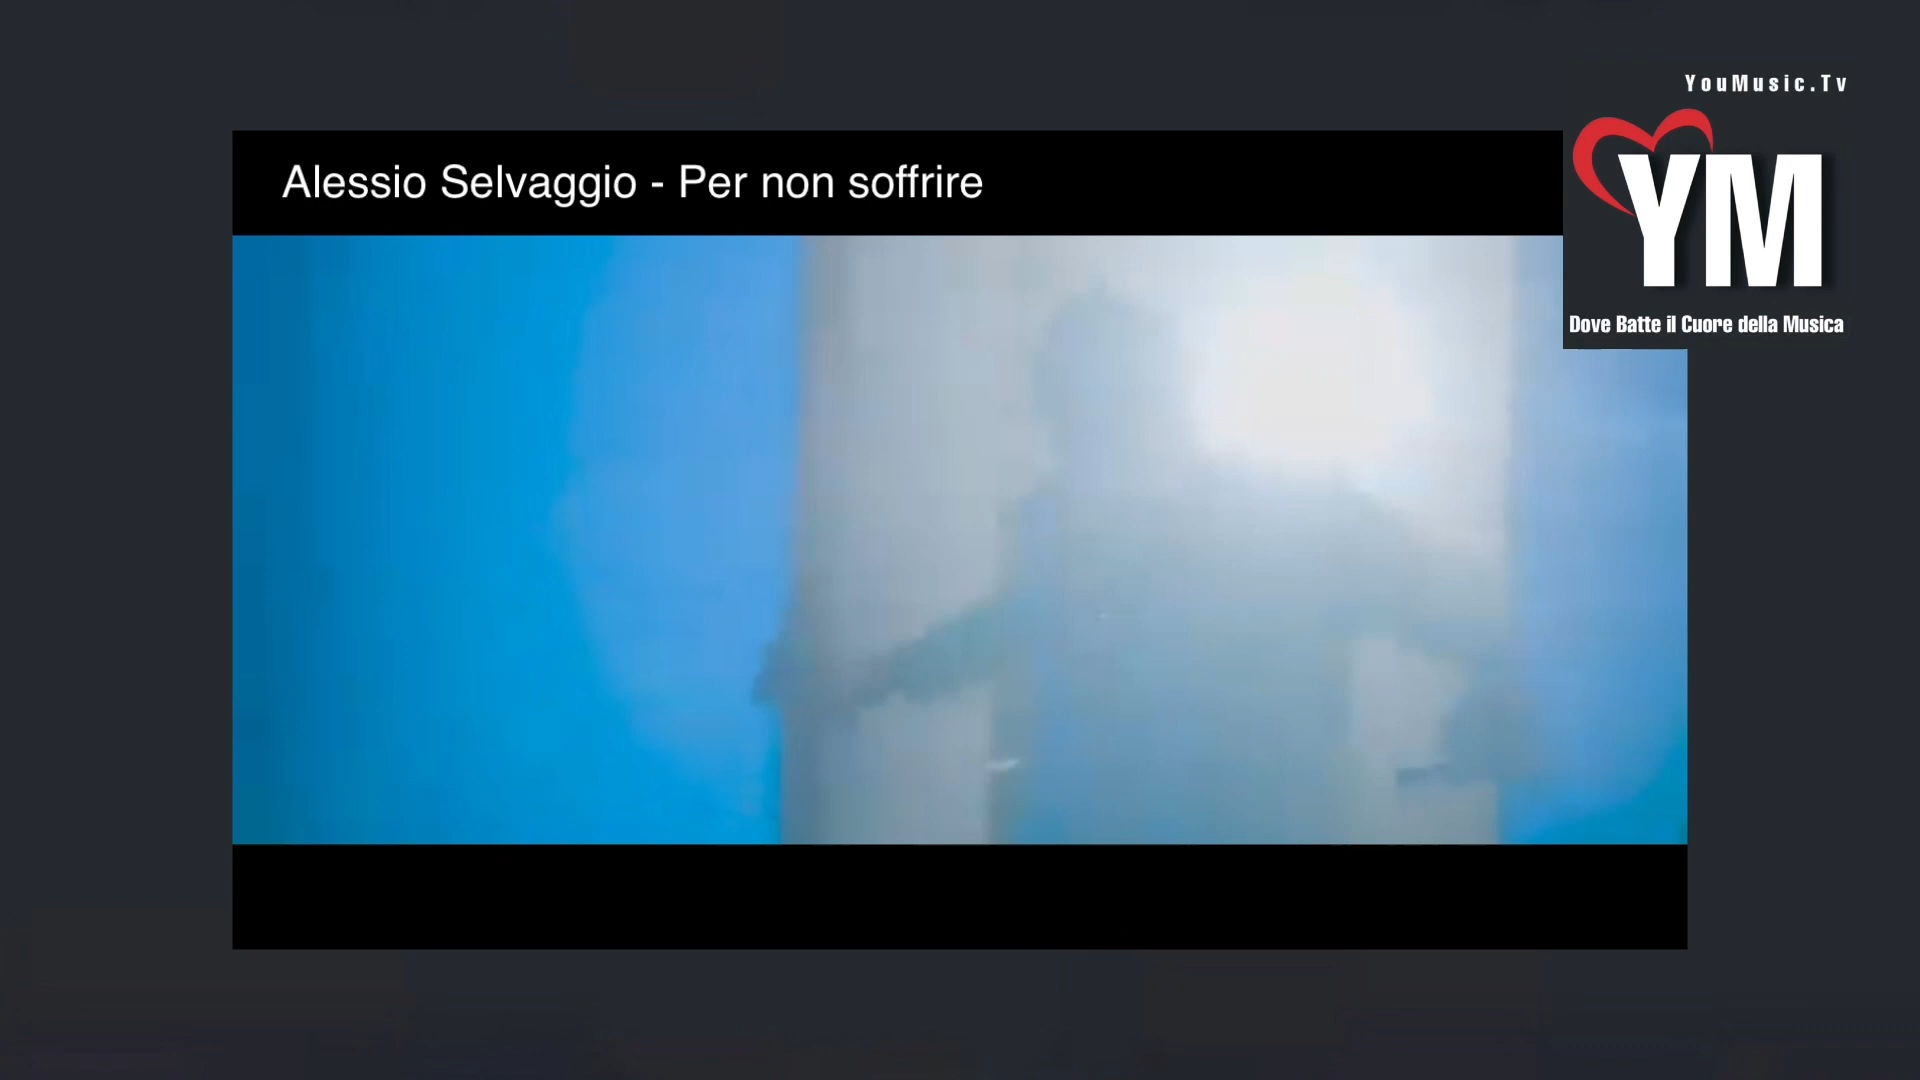 YouMusic.Tv
Alessio Selvaggio - Per non soffrire
YM
Dove Batte il Cuore della Musica